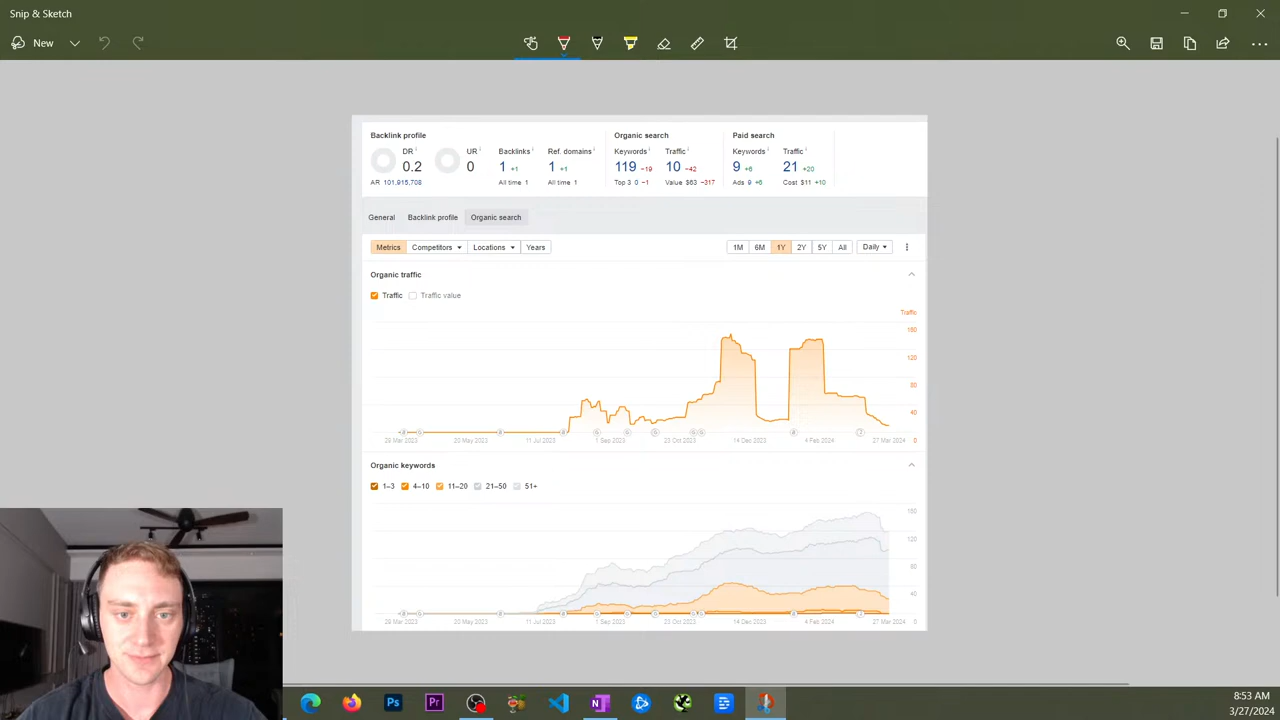 Snip & Sketch
New
Backlink profile
Organic search
Paid search
DR
UR
Backlinks
Ref. domains
Keywords
Traffic
Keywords
Traffic
0.2
0
1 +1
1 +1
119 -19
10 -42
9 +6
21 +20
AR 101,915,708
All time 1
All time 1
Top 3 0 -1
Value $63 -317
Ads 9 +6
Cost $11 +10
General
Backlink profile
Organic search
Metrics
Competitors
Locations
Years
1M
6M
1Y
2Y
5Y
All
Daily
Organic traffic
Traffic
Traffic value
Traffic
160
120
80
40
0
20 May 2023
11 Jul 2023
1 Sep 2023
23 Oct 2023
14 Dec 2023
4 Feb 2024
27 Mar 2024
Organic keywords
1–3
4–10
11–20
21–50
51+
120
80
40
0
20 May 2023
11 Jul 2023
1 Sep 2023
23 Oct 2023
14 Dec 2023
4 Feb 2024
27 Mar 2024
Ps
Pr
N
8:53 AM
3/27/2024